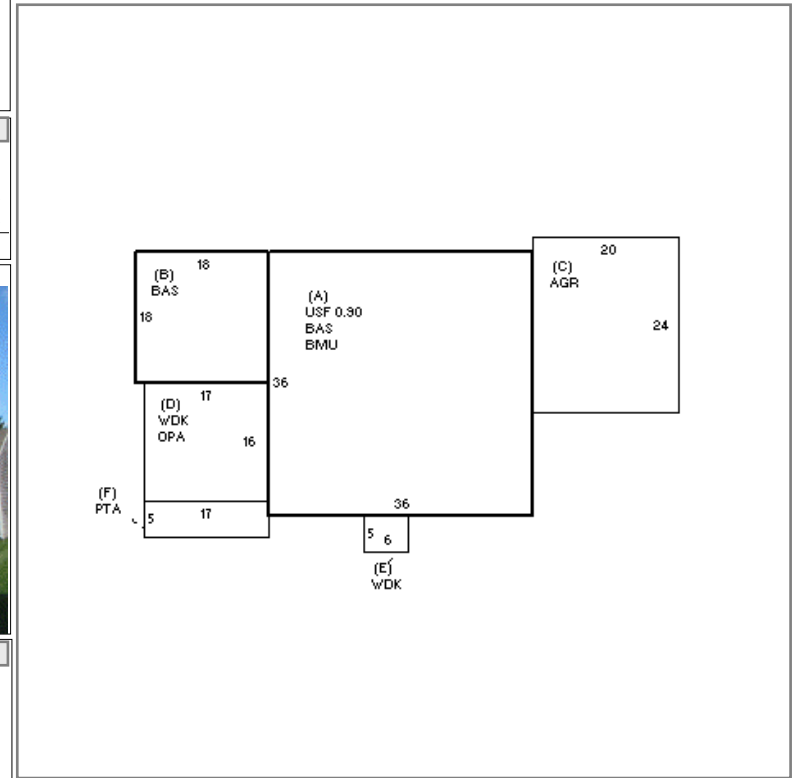 20
(C)
AGR
24
18
(B)
BAS
18
(A)
USF 0.90
BAS
BMU
36
36
17
(D)
WDK
OPA
16
(F)
PTA
5
17
5
6
(E)
WDK